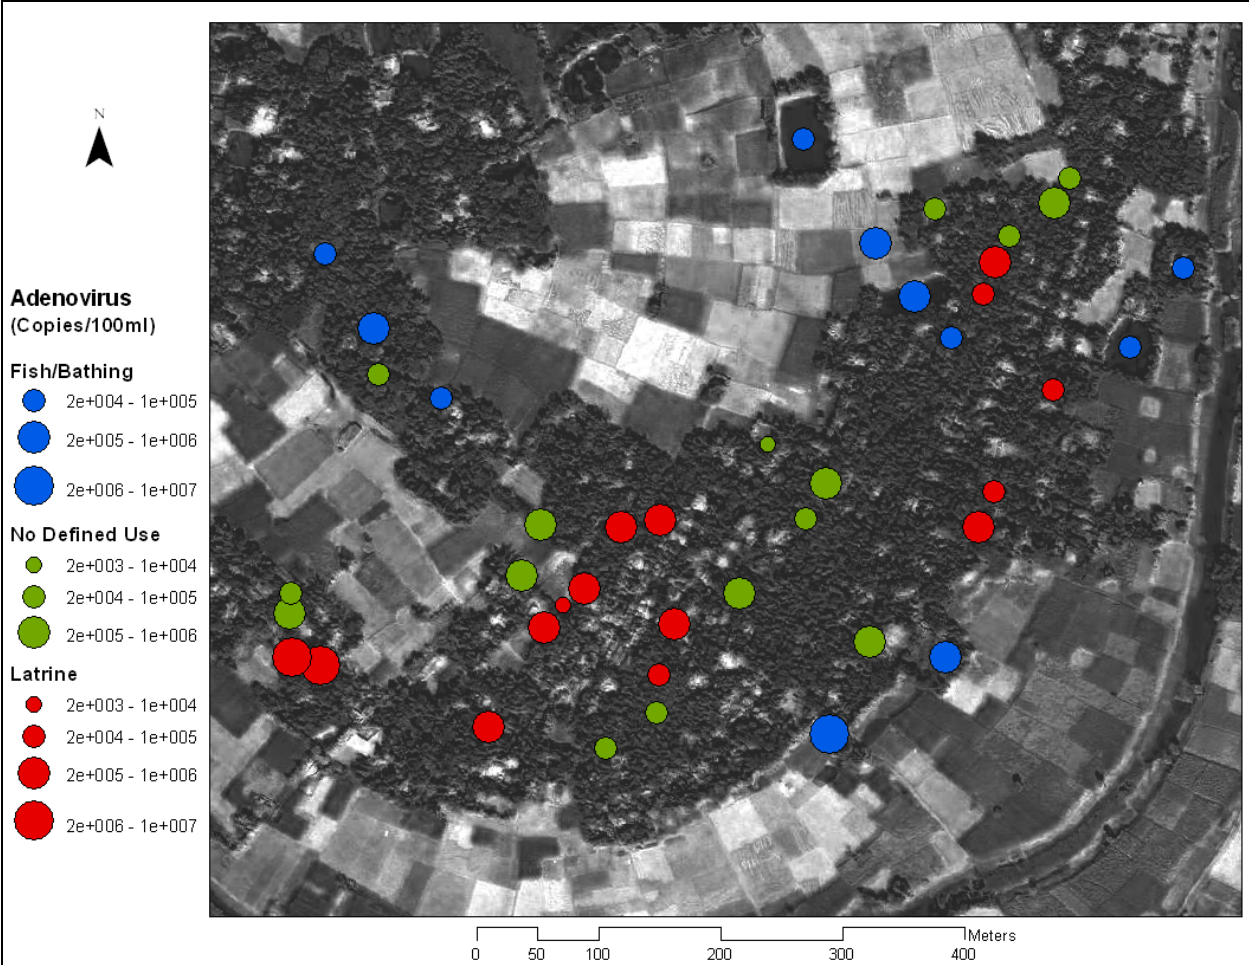 N
Adenovirus
(Copies/100ml)
Fish/Bathing
2e+004 - 1e+005
2e+005 - 1e+006
2e+006 - 1e+007
No Defined Use
2e+003 - 1e+004
2e+004 - 1e+005
2e+005 - 1e+006
Latrine
2e+003 - 1e+004
2e+004 - 1e+005
2e+005 - 1e+006
2e+006 - 1e+007
Meters
0 50 100 200 300 400